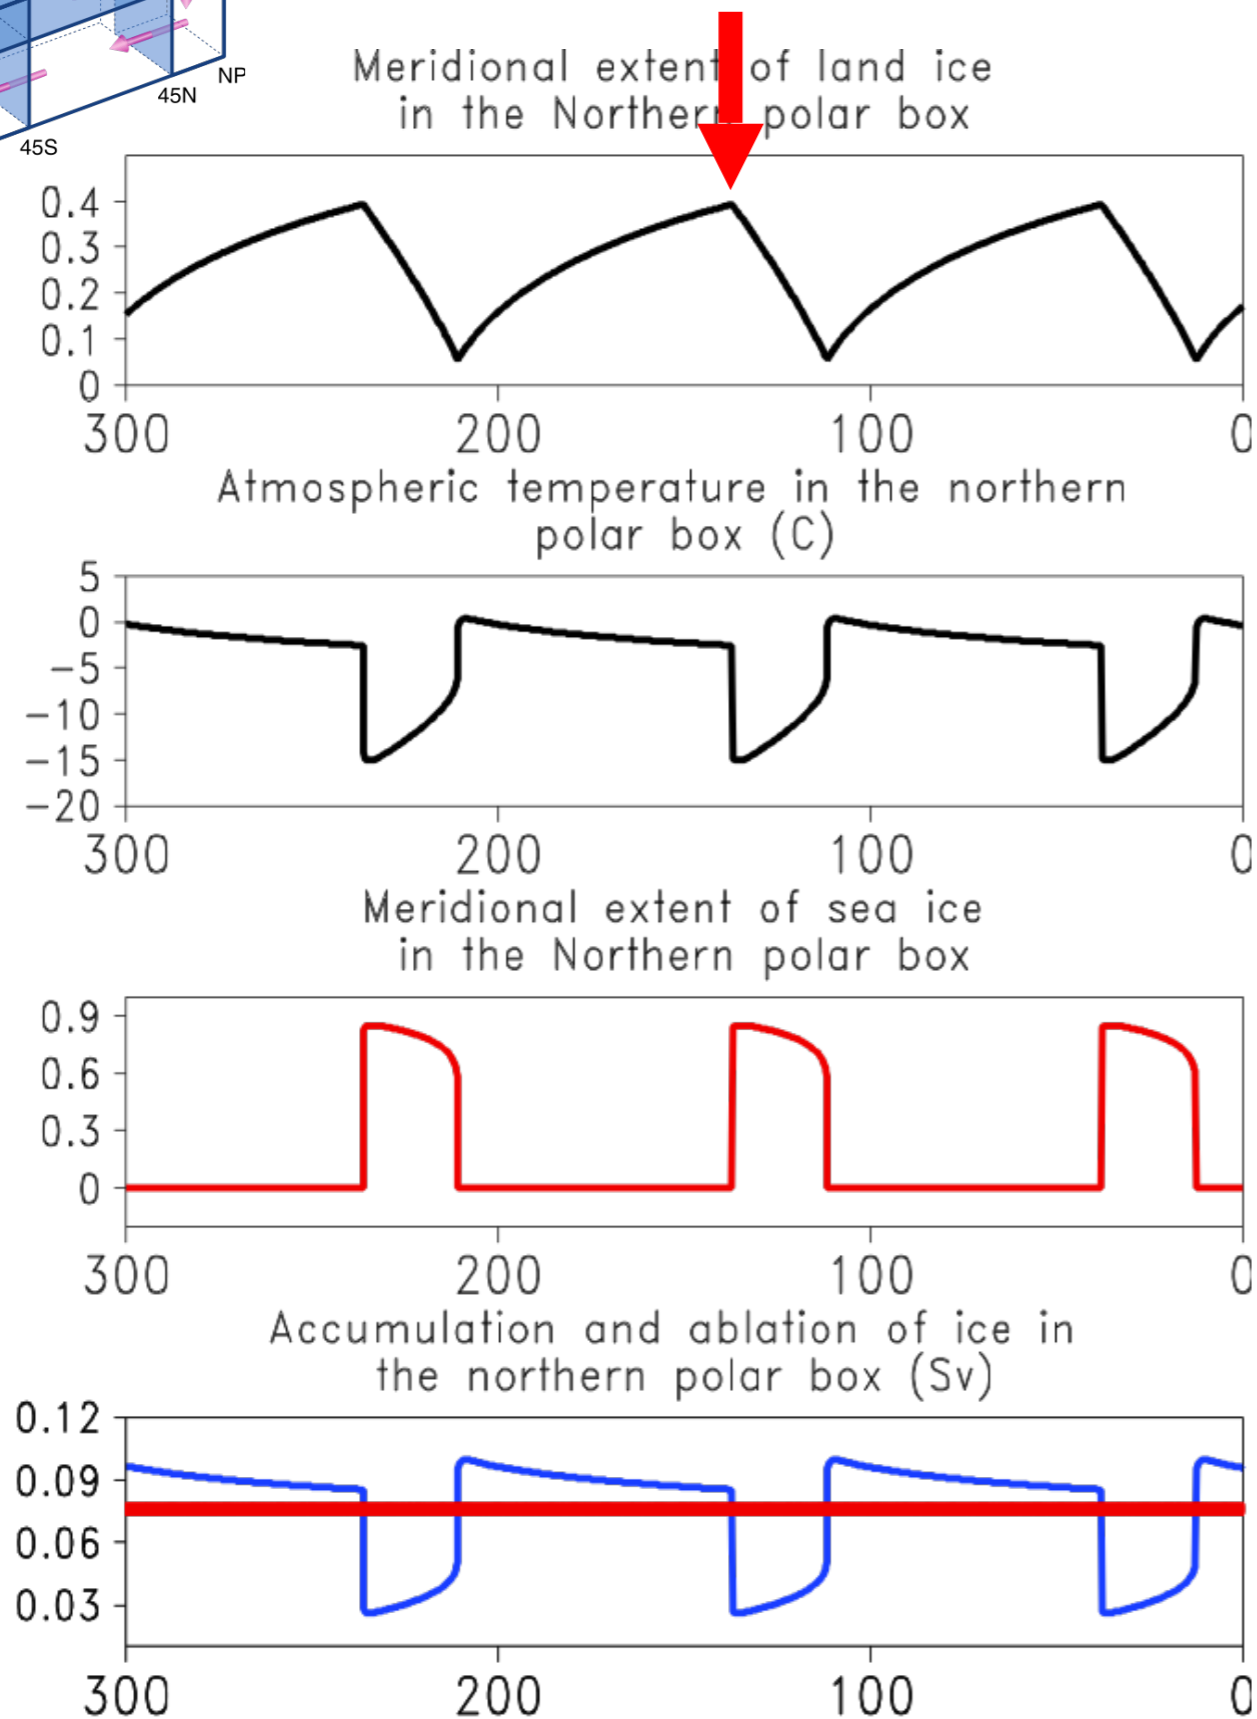 NP
45N
45S
Meridional extent of land ice
in the Northern polar box
0.4
0.3
0.2
0.1
0
300 200 100 0
Atmospheric temperature in the northern
polar box (C)
5
0
-5
-10
-15
-20
300 200 100 0
Meridional extent of sea ice
in the Northern polar box
0.9
0.6
0.3
0
300 200 100 0
Accumulation and ablation of ice in
the northern polar box (Sv)
0.12
0.09
0.06
0.03
300 200 100 0